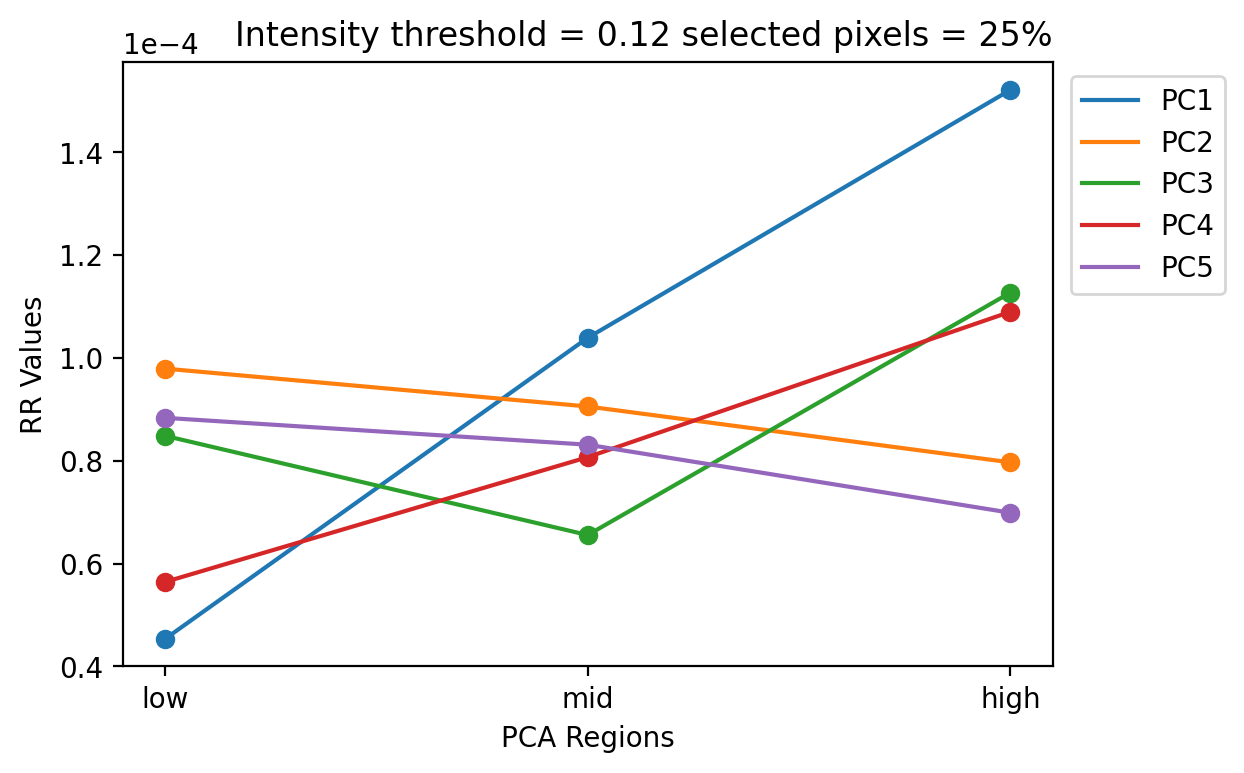 Intensity threshold = 0.12 selected pixels = 25%
1e−4
1.4
1.2
1.0
0.8
0.6
0.4
RR Values
low
mid
high
PCA Regions
PC1
PC2
PC3
PC4
PC5